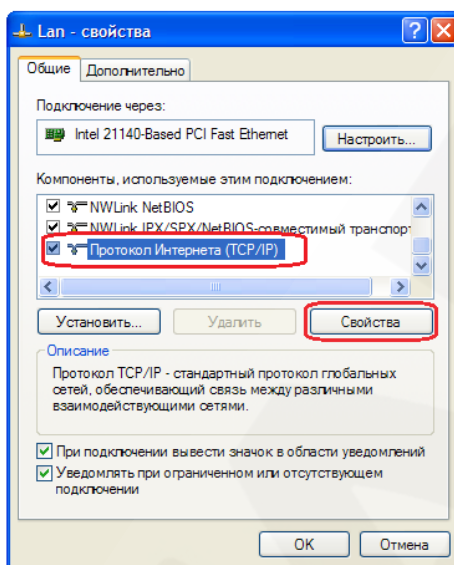 Lan - свойства
Общие Дополнительно
Подключение через:
Intel 21140-Based PCI Fast Ethernet Настроить...
Компоненты, используемые этим подключением:
NWLink NetBIOS
NWLink IPX/SPX/NetBIOS-совместимый транспорт
Протокол Интернета (TCP/IP)
Установить... Удалить Свойства
Описание
Протокол TCP/IP - стандартный протокол глобальных
сетей, обеспечивающий связь между различными
взаимодействующими сетями.
При подключении вывести значок в области уведомлений
Уведомлять при ограниченном или отсутствующем
подключении
OK Отмена